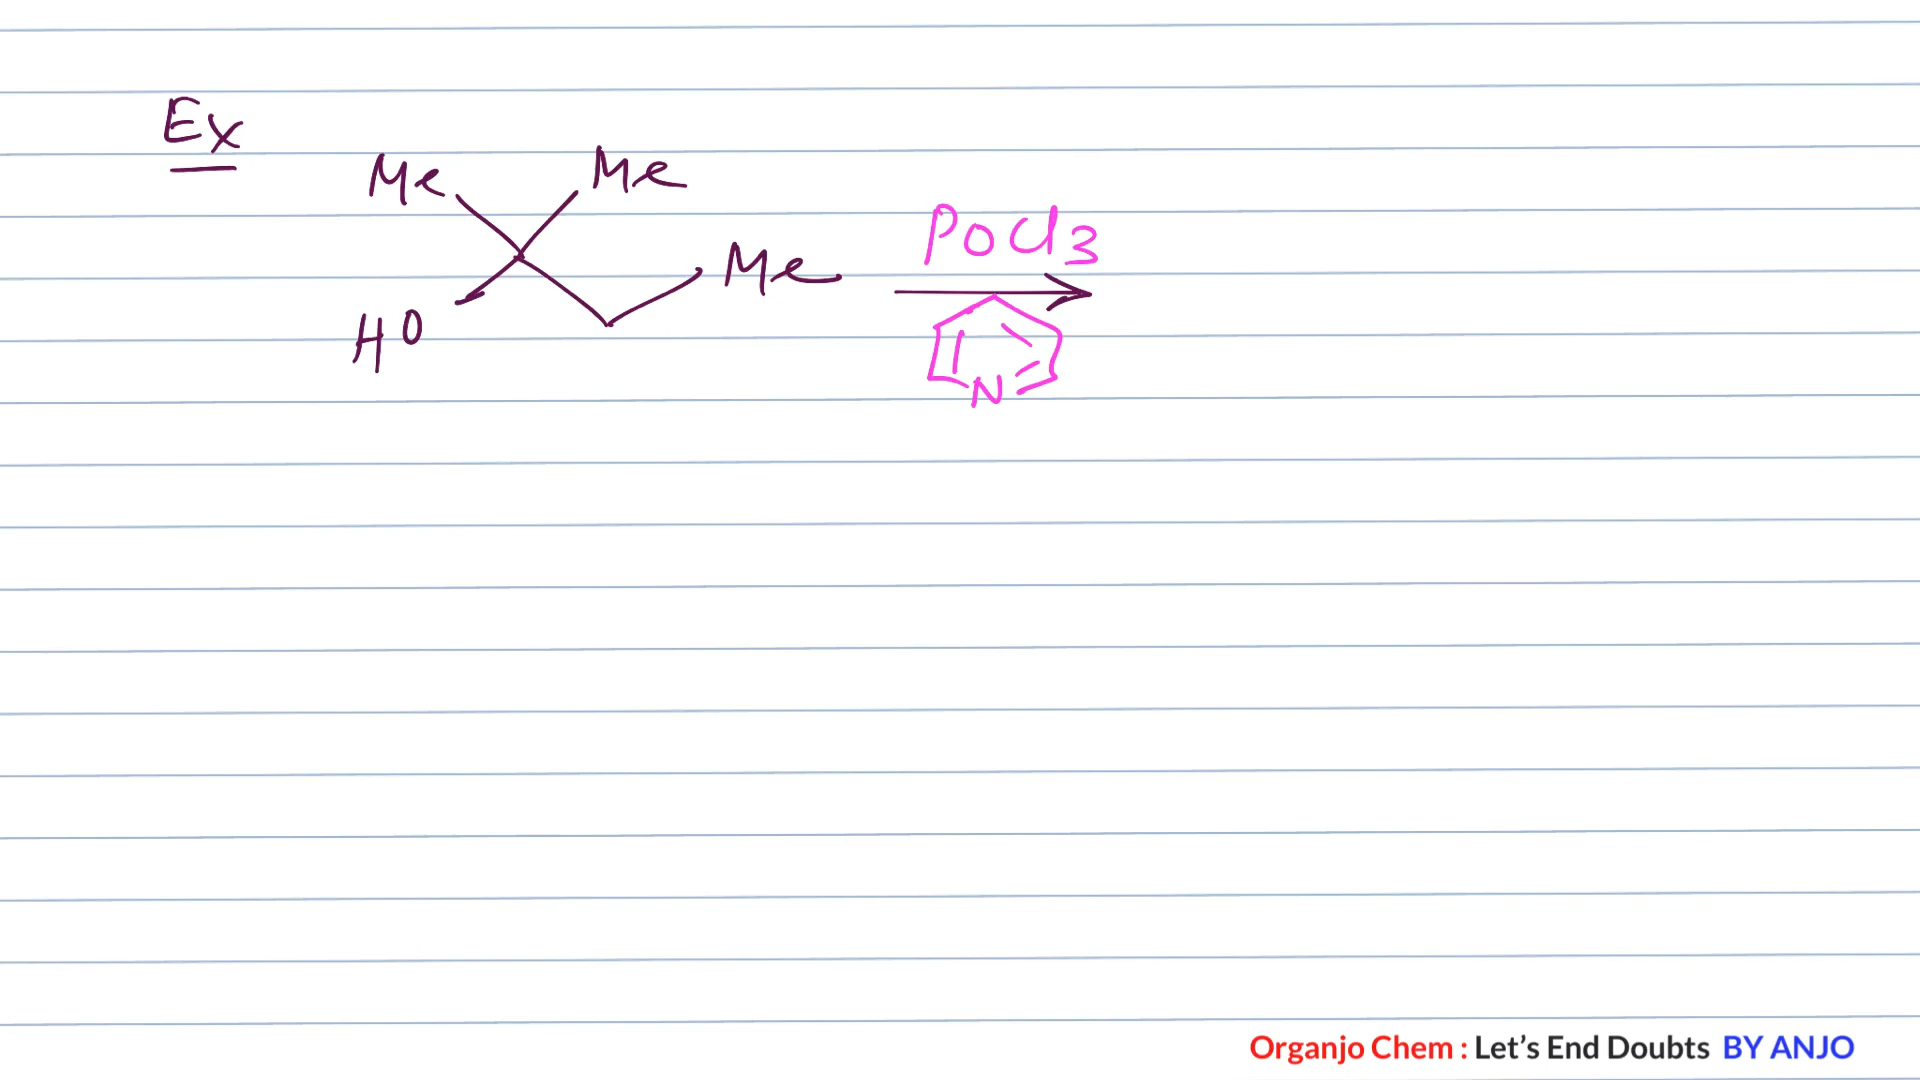 Ex
Me Me
Me
HO
PoCl3
N
Organjo Chem : Let's End Doubts BY ANJO